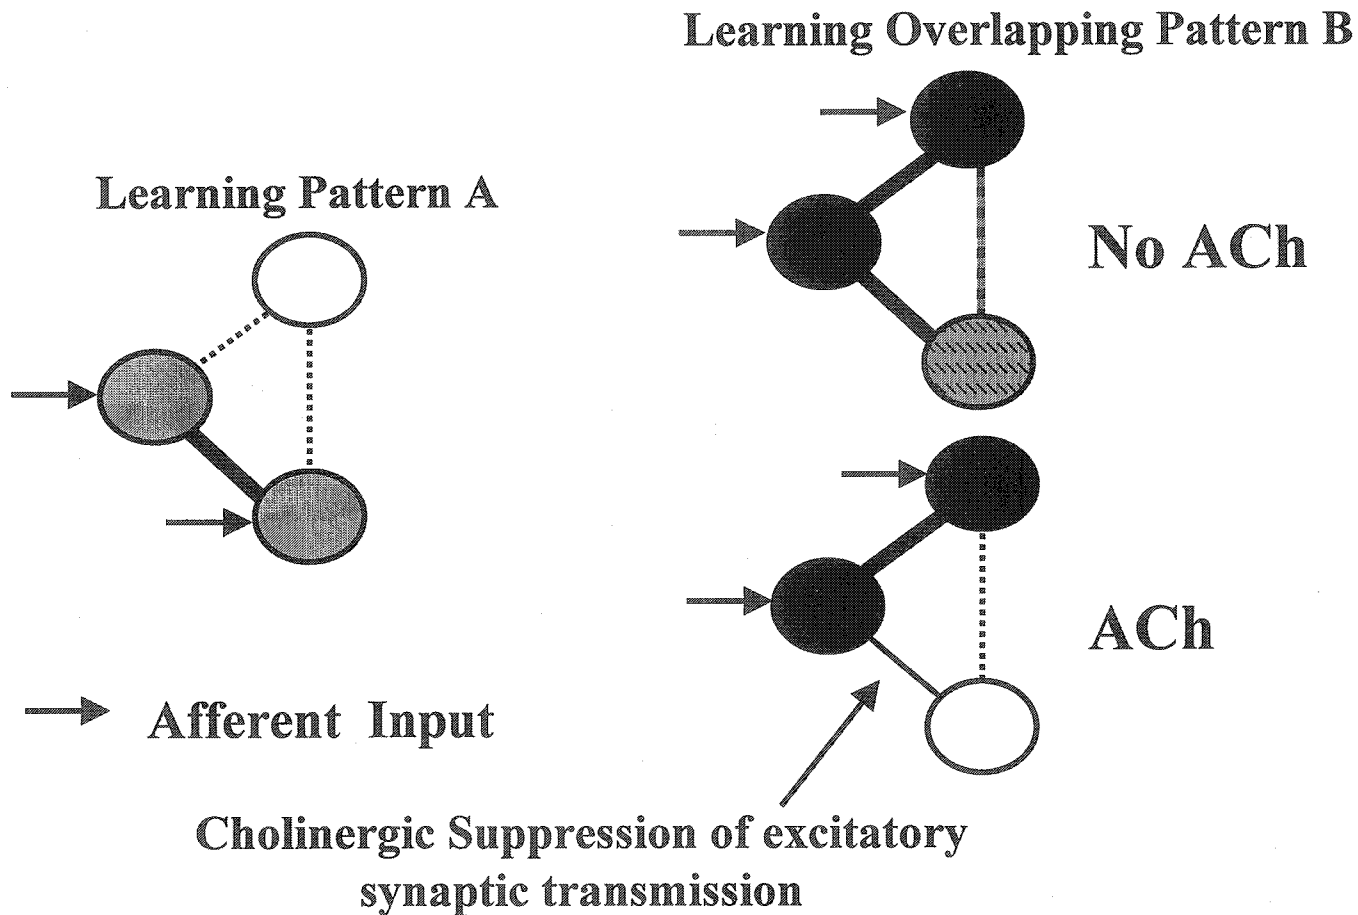 Learning Overlapping Pattern B
Learning Pattern A
No ACh
ACh
Afferent Input
Cholinergic Suppression of excitatory
synaptic transmission